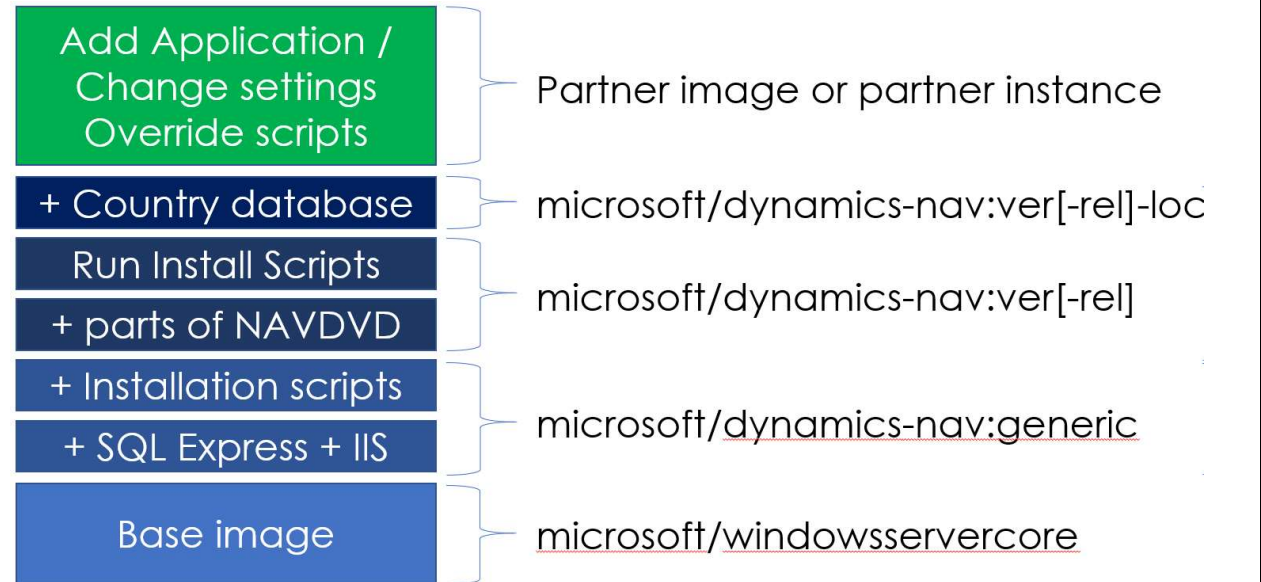 Add Application /
Change settings
Override scripts
Partner image or partner instance
+ Country database
microsoft/dynamics-nav:ver[-rel]-loc
Run Install Scripts
+ parts of NAVDVD
microsoft/dynamics-nav:ver[-rel]
+ Installation scripts
+ SQL Express + IIS
microsoft/dynamics-nav:generic
Base image
microsoft/windowsservercore